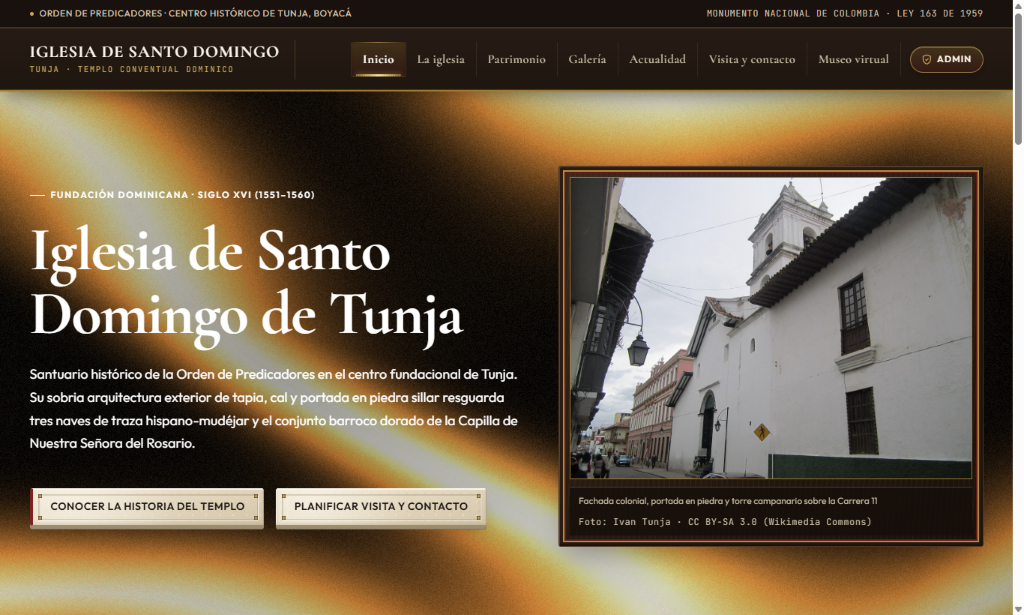 ORDEN DE PREDICADORES · CENTRO HISTÓRICO DE TUNJA, BOYACÁ
MONUMENTO NACIONAL DE COLOMBIA · LEY 163 DE 1959
IGLESIA DE SANTO DOMINGO
TUNJA · TEMPLO CONVENTUAL DOMINICO
Inicio
La iglesia
Patrimonio
Galería
Actualidad
Visita y contacto
Museo virtual
ADMIN
FUNDACIÓN DOMINICANA · SIGLO XVI (1551–1560)
Iglesia de Santo
Domingo de Tunja
Santuario histórico de la Orden de Predicadores en el centro fundacional de Tunja.
Su sobria arquitectura exterior de tapia, cal y portada en piedra sillar resguarda
tres naves de traza hispano-mudéjar y el conjunto barroco dorado de la Capilla de
Nuestra Señora del Rosario.
CONOCER LA HISTORIA DEL TEMPLO
PLANIFICAR VISITA Y CONTACTO
Fachada colonial, portada en piedra y torre campanario sobre la Carrera 11
Foto: Ivan Tunja · CC BY-SA 3.0 (Wikimedia Commons)